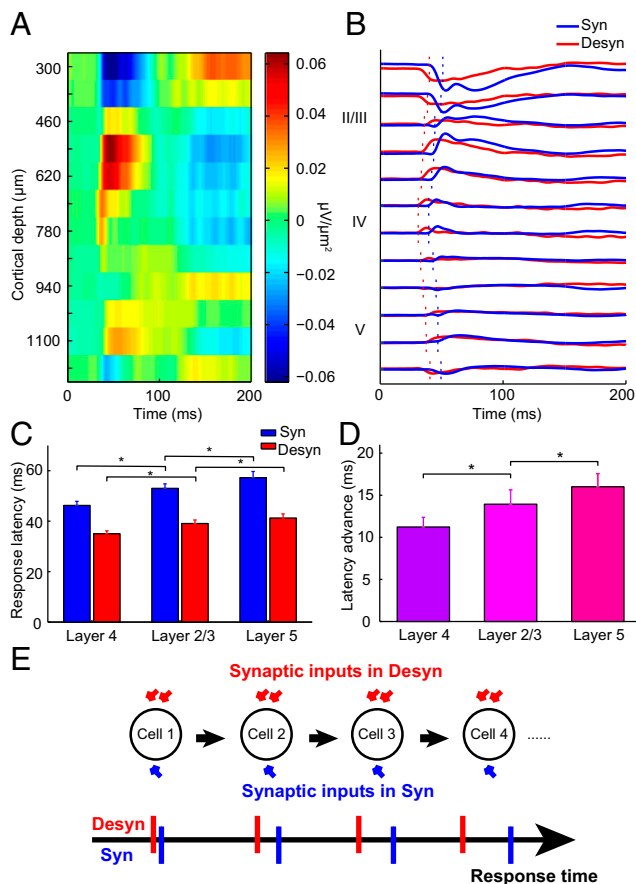 A
300
460
620
780
940
1100
Cortical depth (µm)
0
100
200
Time (ms)
0.06
0.04
0.02
0
−0.02
−0.04
−0.06
µV/µm²
B
Syn
Desyn
II/III
IV
V
0
100
200
Time (ms)
C
Syn
Desyn
Response latency (ms)
60
40
20
0
*
*
*
*
Layer 4
Layer 2/3
Layer 5
D
Latency advance (ms)
20
15
10
5
0
*
*
Layer 4
Layer 2/3
Layer 5
E
Synaptic inputs in Desyn
Cell 1
Cell 2
Cell 3
Cell 4
......
Synaptic inputs in Syn
Desyn
Syn
Response time